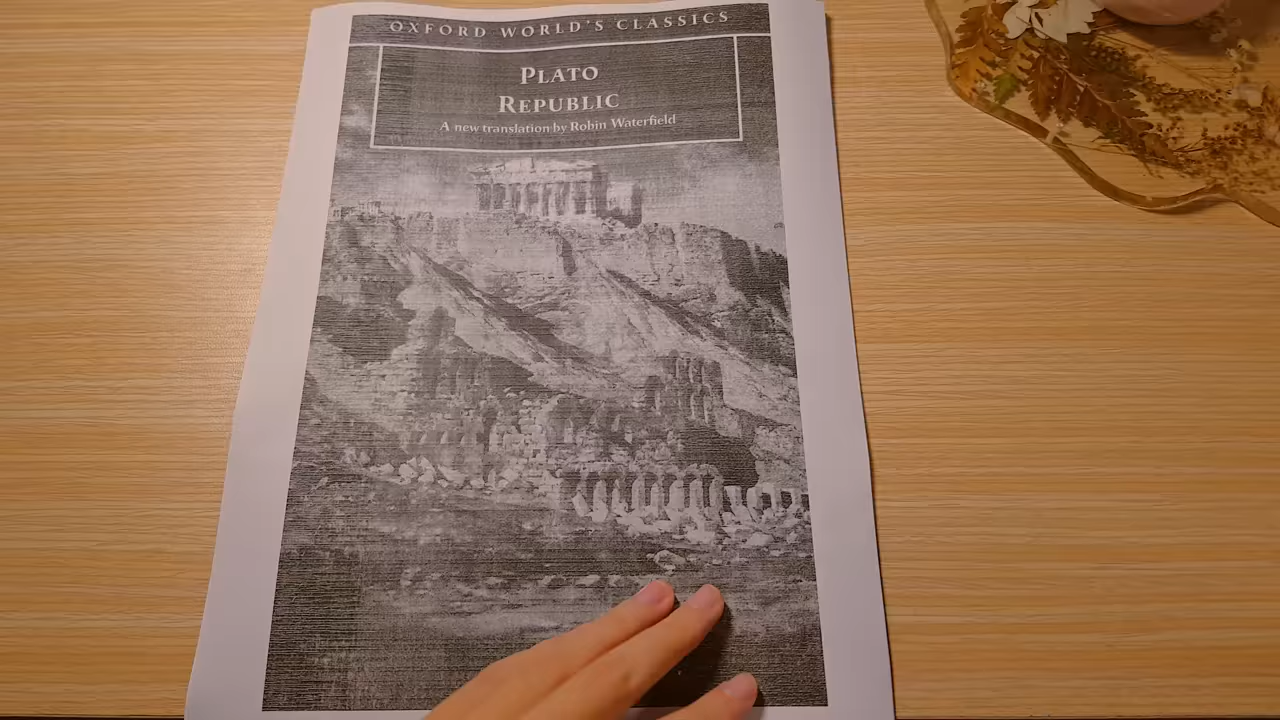 OXFORD WORLD'S CLASSICS
PLATO
REPUBLIC
A new translation by Robin Waterfield